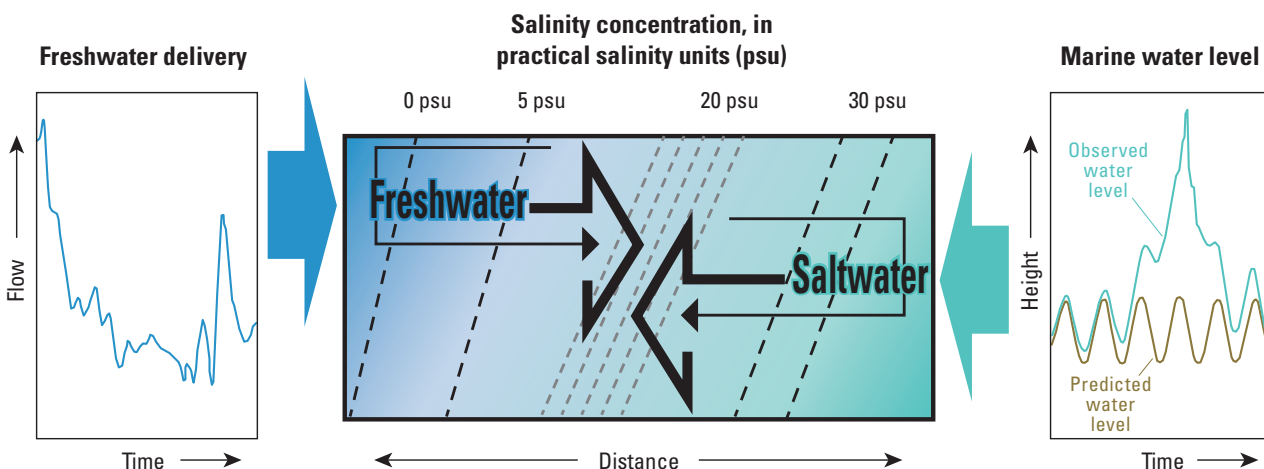 Freshwater delivery
Flow
Time
Salinity concentration, in
practical salinity units (psu)
0 psu
5 psu
20 psu
30 psu
Freshwater
Saltwater
Distance
Marine water level
Height
Observed
water
level
Predicted
water
level
Time